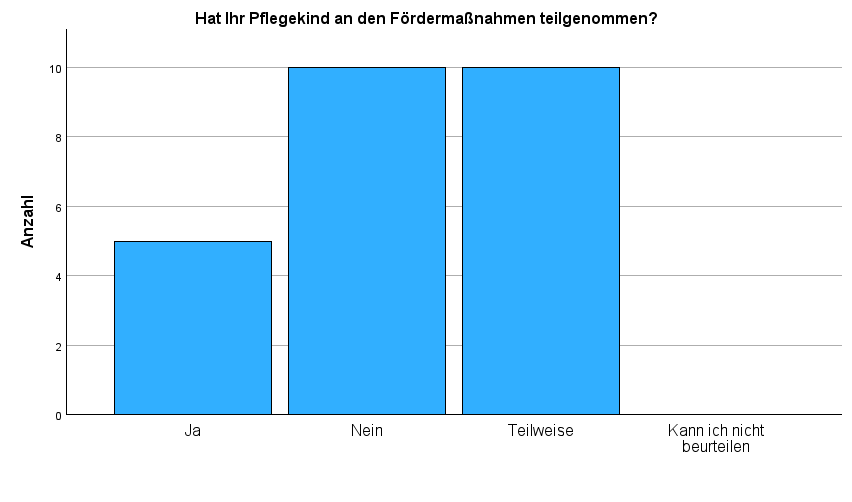 Hat Ihr Pflegekind an den Fördermaßnahmen teilgenommen?
10
8
6
4
2
0
Anzahl
Ja
Nein
Teilweise
Kann ich nicht
beurteilen